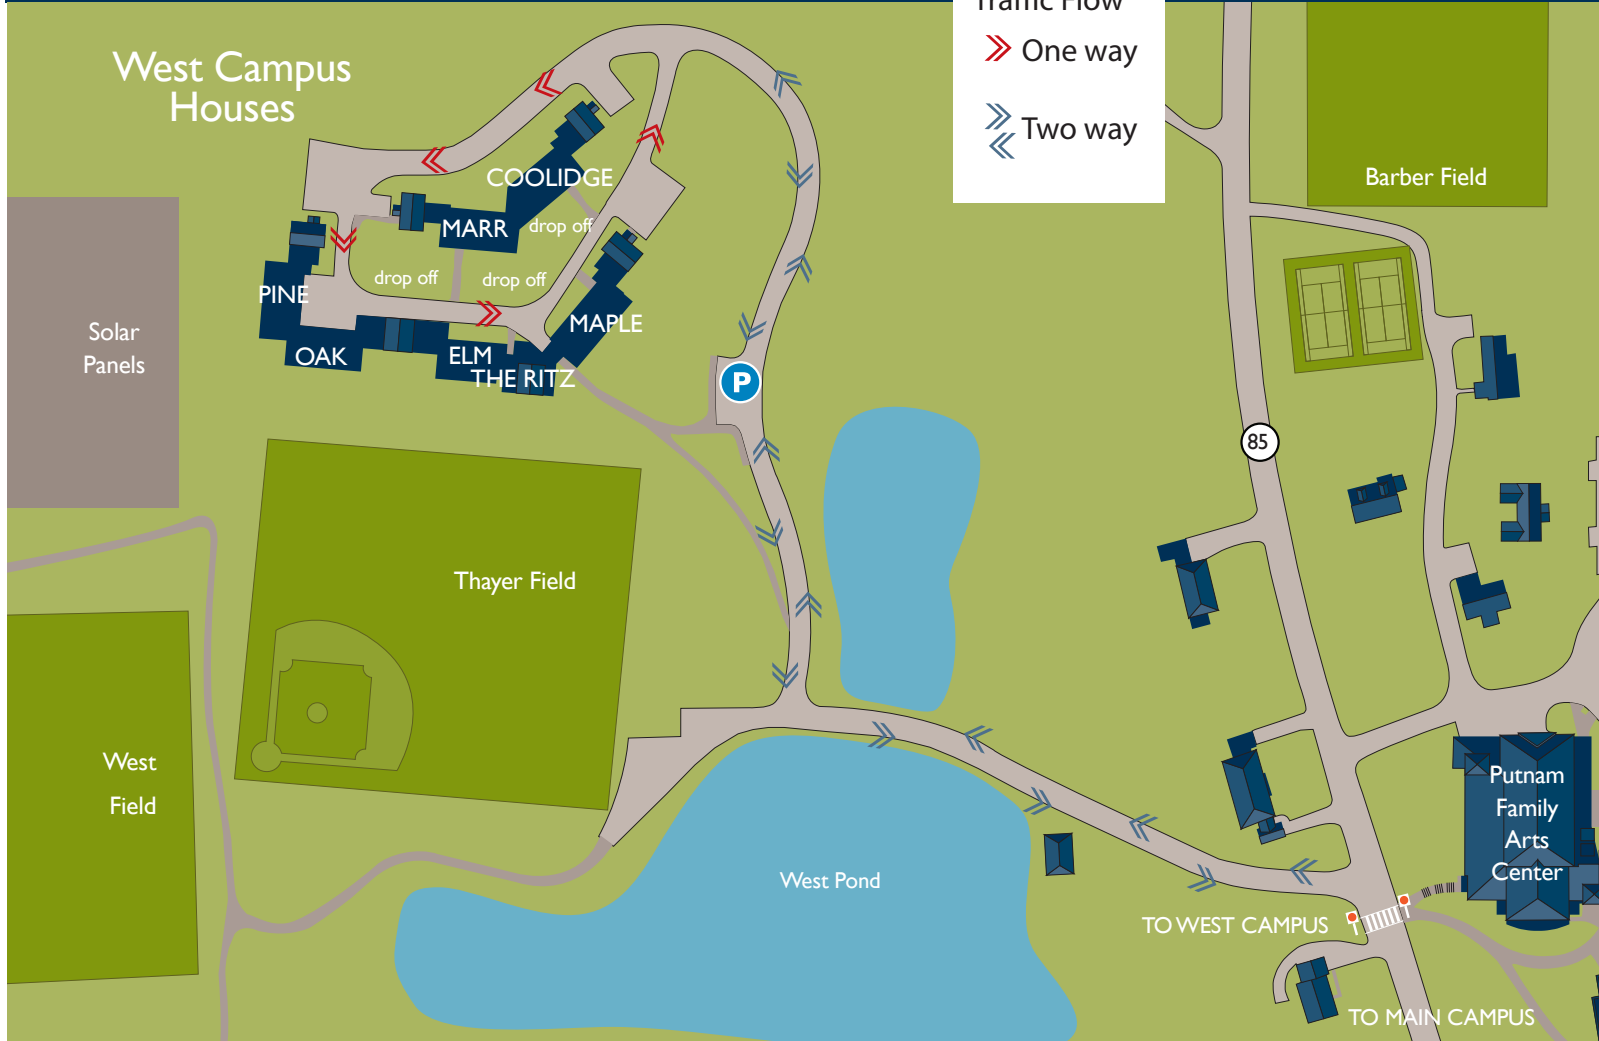 Traffic Flow
One way
Two way
West Campus
Houses
Barber Field
COOLIDGE
MARR
drop off
drop off
drop off
PINE
MAPLE
OAK
ELM
THE RITZ
Solar
Panels
P
85
Thayer Field
West
Field
West Pond
Putnam
Family
Arts
Center
TO WEST CAMPUS
TO MAIN CAMPUS